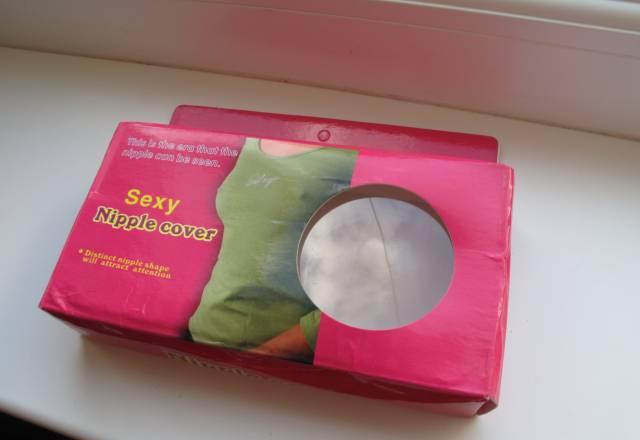 This is the era that the
nipple can be seen.
Sexy
Nipple cover
Distinct nipple shape
will attract attention